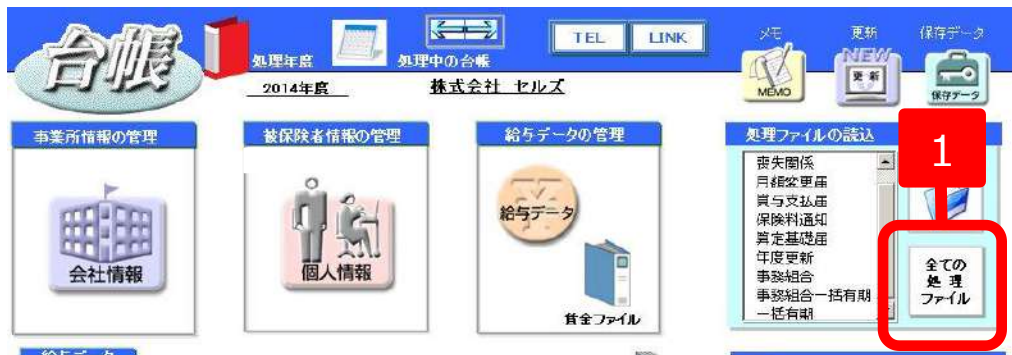 台帳
処理年度
2014年度
処理中の台帳
株式会社 セルズ
TEL
LINK
メモ
MEMO
更新
NEW
更新
保存データ
保存データ
事業所情報の管理
会社情報
被保険者情報の管理
個人情報
給与データの管理
給与データ
賃金ファイル
処理ファイルの読込
喪失関係
月額変更届
賞与支払届
保険料通知
算定基礎届
年度更新
事務組合
事務組合一括有期
一括有期
1
全ての
処理
ファイル